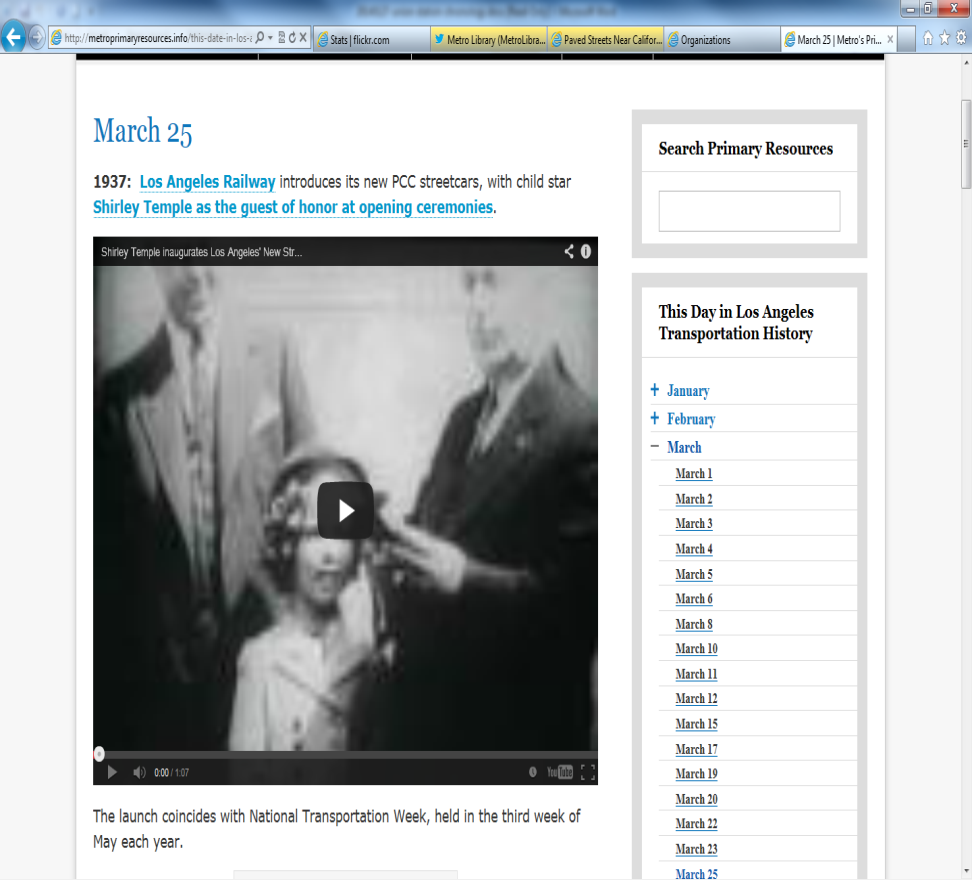 http://metroprimaryresources.info/this-date-in-los-
Stats | flickr.com
Metro Library (MetroLibra...
Paved Streets Near Califor...
Organizations
March 25 | Metro's Pri...
March 25
1937: Los Angeles Railway introduces its new PCC streetcars, with child star
Shirley Temple as the guest of honor at opening ceremonies.
Shirley Temple inaugurates Los Angeles' New Str...
0:00 / 1:07
YouTube
The launch coincides with National Transportation Week, held in the third week of
May each year.
Search Primary Resources
This Day in Los Angeles
Transportation History
+ January
+ February
− March
March 1
March 2
March 3
March 4
March 5
March 6
March 8
March 10
March 11
March 12
March 15
March 17
March 19
March 20
March 22
March 23
March 25